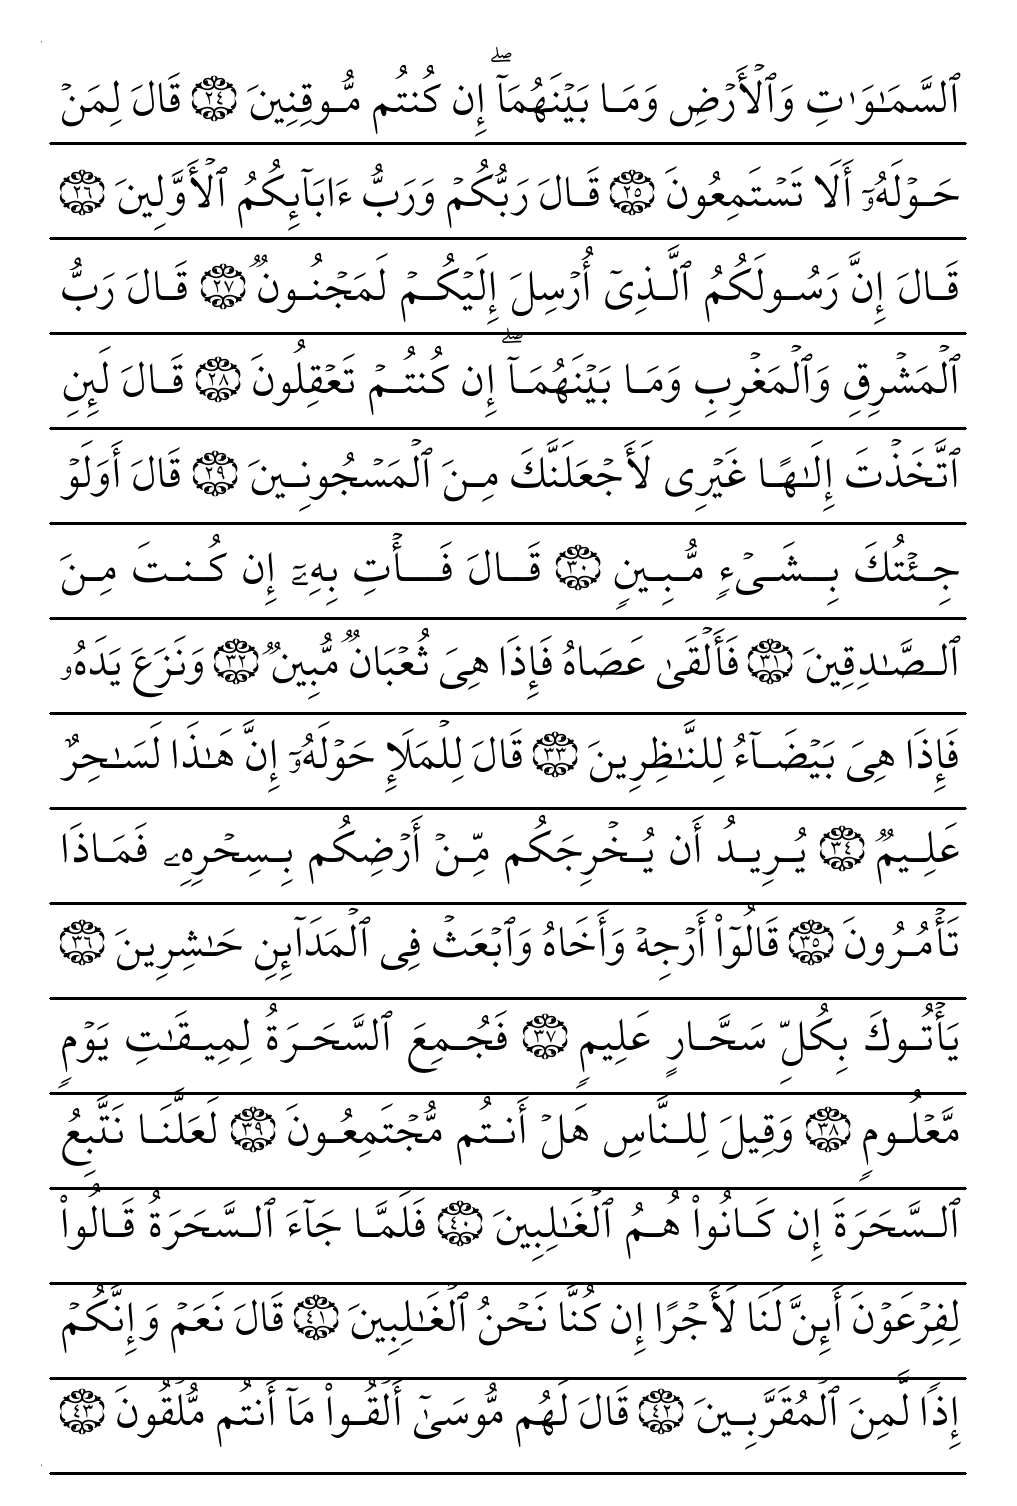 ٱلسَّمَـٰوَٰتِ وَٱلۡأَرۡضِ وَمَا بَيۡنَهُمَآۖ إِن كُنتُم مُّوقِنِينَ ٢٤ قَالَ لِمَنۡ
حَوۡلَهُۥٓ أَلَا تَسۡتَمِعُونَ ٢٥ قَالَ رَبُّكُمۡ وَرَبُّ ءَابَآئِكُمُ ٱلۡأَوَّلِينَ ٢٦
قَالَ إِنَّ رَسُولَكُمُ ٱلَّذِىٓ أُرۡسِلَ إِلَيۡكُمۡ لَمَجۡنُونٌ ٢٧ قَالَ رَبُّ
ٱلۡمَشۡرِقِ وَٱلۡمَغۡرِبِ وَمَا بَيۡنَهُمَآۖ إِن كُنتُمۡ تَعۡقِلُونَ ٢٨ قَالَ لَئِنِ
ٱتَّخَذۡتَ إِلَـٰهًا غَيۡرِى لَأَجۡعَلَنَّكَ مِنَ ٱلۡمَسۡجُونِينَ ٢٩ قَالَ أَوَلَوۡ
جِئۡتُكَ بِشَىۡءٍ مُّبِينٍ ٣٠ قَالَ فَأۡتِ بِهِۦٓ إِن كُنتَ مِنَ
ٱلصَّـٰدِقِينَ ٣١ فَأَلۡقَىٰ عَصَاهُ فَإِذَا هِىَ ثُعۡبَانٌ مُّبِينٌ ٣٢ وَنَزَعَ يَدَهُۥ
فَإِذَا هِىَ بَيۡضَآءُ لِلنَّـٰظِرِينَ ٣٣ قَالَ لِلۡمَلَإِ حَوۡلَهُۥٓ إِنَّ هَـٰذَا لَسَـٰحِرٌ
عَلِيمٌ ٣٤ يُرِيدُ أَن يُخۡرِجَكُم مِّنۡ أَرۡضِكُم بِسِحۡرِهِۦ فَمَاذَا
تَأۡمُرُونَ ٣٥ قَالُوٓاْ أَرۡجِهۡ وَأَخَاهُ وَٱبۡعَثۡ فِى ٱلۡمَدَآئِنِ حَـٰشِرِينَ ٣٦
يَأۡتُوكَ بِكُلِّ سَحَّارٍ عَلِيمٍ ٣٧ فَجُمِعَ ٱلسَّحَرَةُ لِمِيقَـٰتِ يَوۡمٍ
مَّعۡلُومٍ ٣٨ وَقِيلَ لِلنَّاسِ هَلۡ أَنتُم مُّجۡتَمِعُونَ ٣٩ لَعَلَّنَا نَتَّبِعُ
ٱلسَّحَرَةَ إِن كَانُواْ هُمُ ٱلۡغَـٰلِبِينَ ٤٠ فَلَمَّا جَآءَ ٱلسَّحَرَةُ قَالُواْ
لِفِرۡعَوۡنَ أَئِنَّ لَنَا لَأَجۡرًا إِن كُنَّا نَحۡنُ ٱلۡغَـٰلِبِينَ ٤١ قَالَ نَعَمۡ وَإِنَّكُمۡ
إِذًا لَّمِنَ ٱلۡمُقَرَّبِينَ ٤٢ قَالَ لَهُم مُّوسَىٰٓ أَلۡقُواْ مَآ أَنتُم مُّلۡقُونَ ٤٣